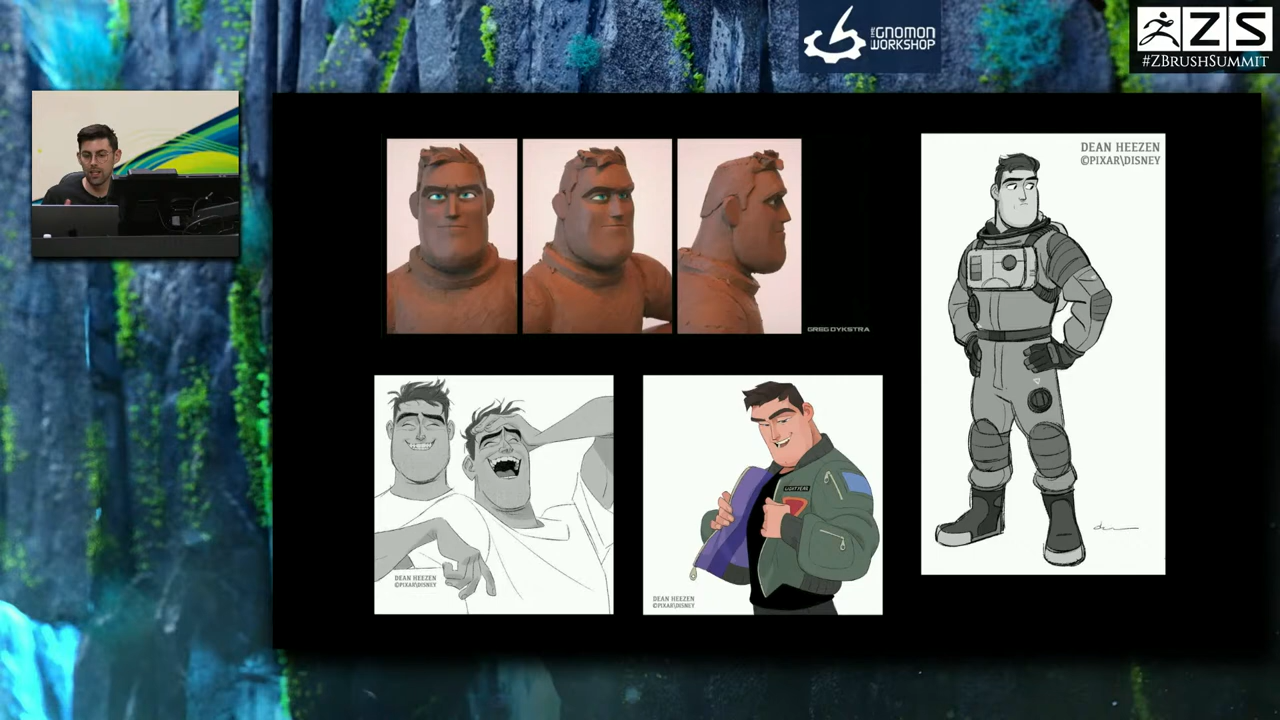 THE GNOMON
WORKSHOP
ZS
#ZBRUSHSUMMIT
DEAN HEEZEN
©PIXAR\DISNEY
GREG DYKSTRA
LIGHTYEAR
DEAN HEEZEN
©PIXAR\DISNEY
DEAN HEEZEN
©PIXAR\DISNEY